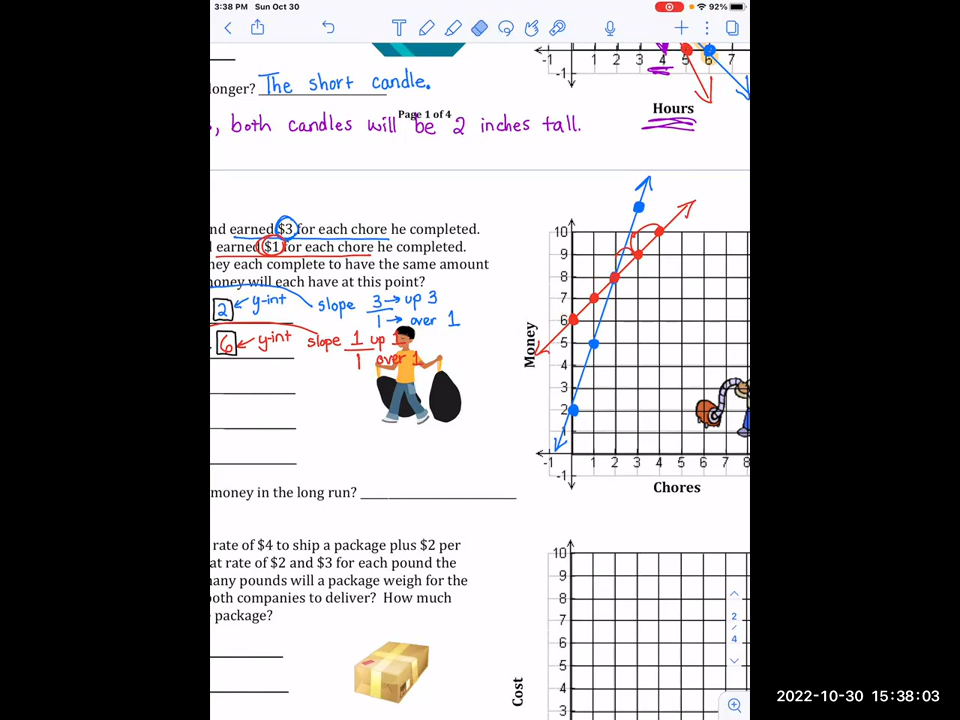 3:38 PM Sun Oct 30
92%
-1
1 2 3 4 5 6 7
Hours
longer? The short candle.
Page 1 of 4
, both candles will be 2 inches tall.
nd earned $3 for each chore he completed.
earned $1 for each chore he completed.
ney each complete to have the same amount
money will each have at this point?
2 y-int slope 3 → up 3
1 → over 1
6 y-int slope 1 up 1
1 over 1
money in the long run?
10
9
8
7
6
5
4
3
2
1
-1 1 2 3 4 5 6 7 8
-1
Money
Chores
rate of $4 to ship a package plus $2 per
at rate of $2 and $3 for each pound the
many pounds will a package weigh for the
both companies to deliver? How much
package?
10
9
8
7
6
5
4
3
Cost
2
/
4
2022-10-30 15:38:03